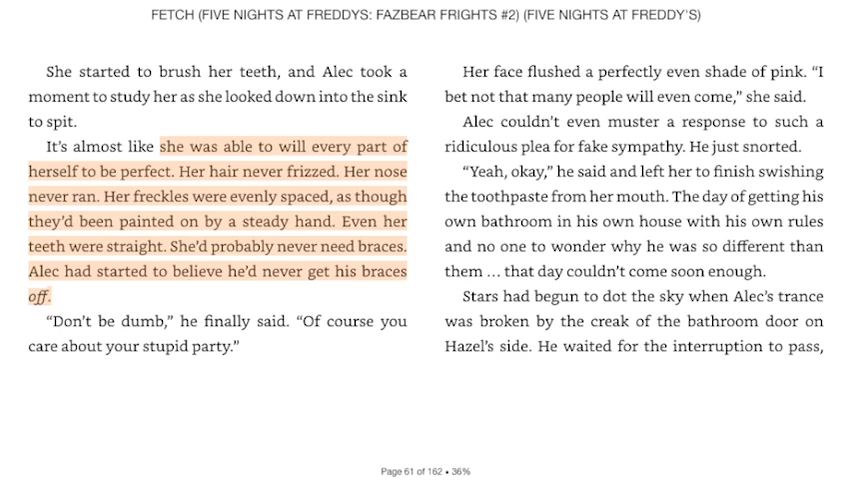 FETCH (FIVE NIGHTS AT FREDDYS: FAZBEAR FRIGHTS #2) (FIVE NIGHTS AT FREDDY'S)
She started to brush her teeth, and Alec took a
moment to study her as she looked down into the sink
to spit.
It’s almost like she was able to will every part of
herself to be perfect. Her hair never frizzed. Her nose
never ran. Her freckles were evenly spaced, as though
they’d been painted on by a steady hand. Even her
teeth were straight. She’d probably never need braces.
Alec had started to believe he’d never get his braces
off.
“Don’t be dumb,” he finally said. “Of course you
care about your stupid party.”
Her face flushed a perfectly even shade of pink. “I
bet not that many people will even come,” she said.
Alec couldn’t even muster a response to such a
ridiculous plea for fake sympathy. He just snorted.
“Yeah, okay,” he said and left her to finish swishing
the toothpaste from her mouth. The day of getting his
own bathroom in his own house with his own rules
and no one to wonder why he was so different than
them … that day couldn’t come soon enough.
Stars had begun to dot the sky when Alec’s trance
was broken by the creak of the bathroom door on
Hazel’s side. He waited for the interruption to pass,
Page 61 of 162 • 36%